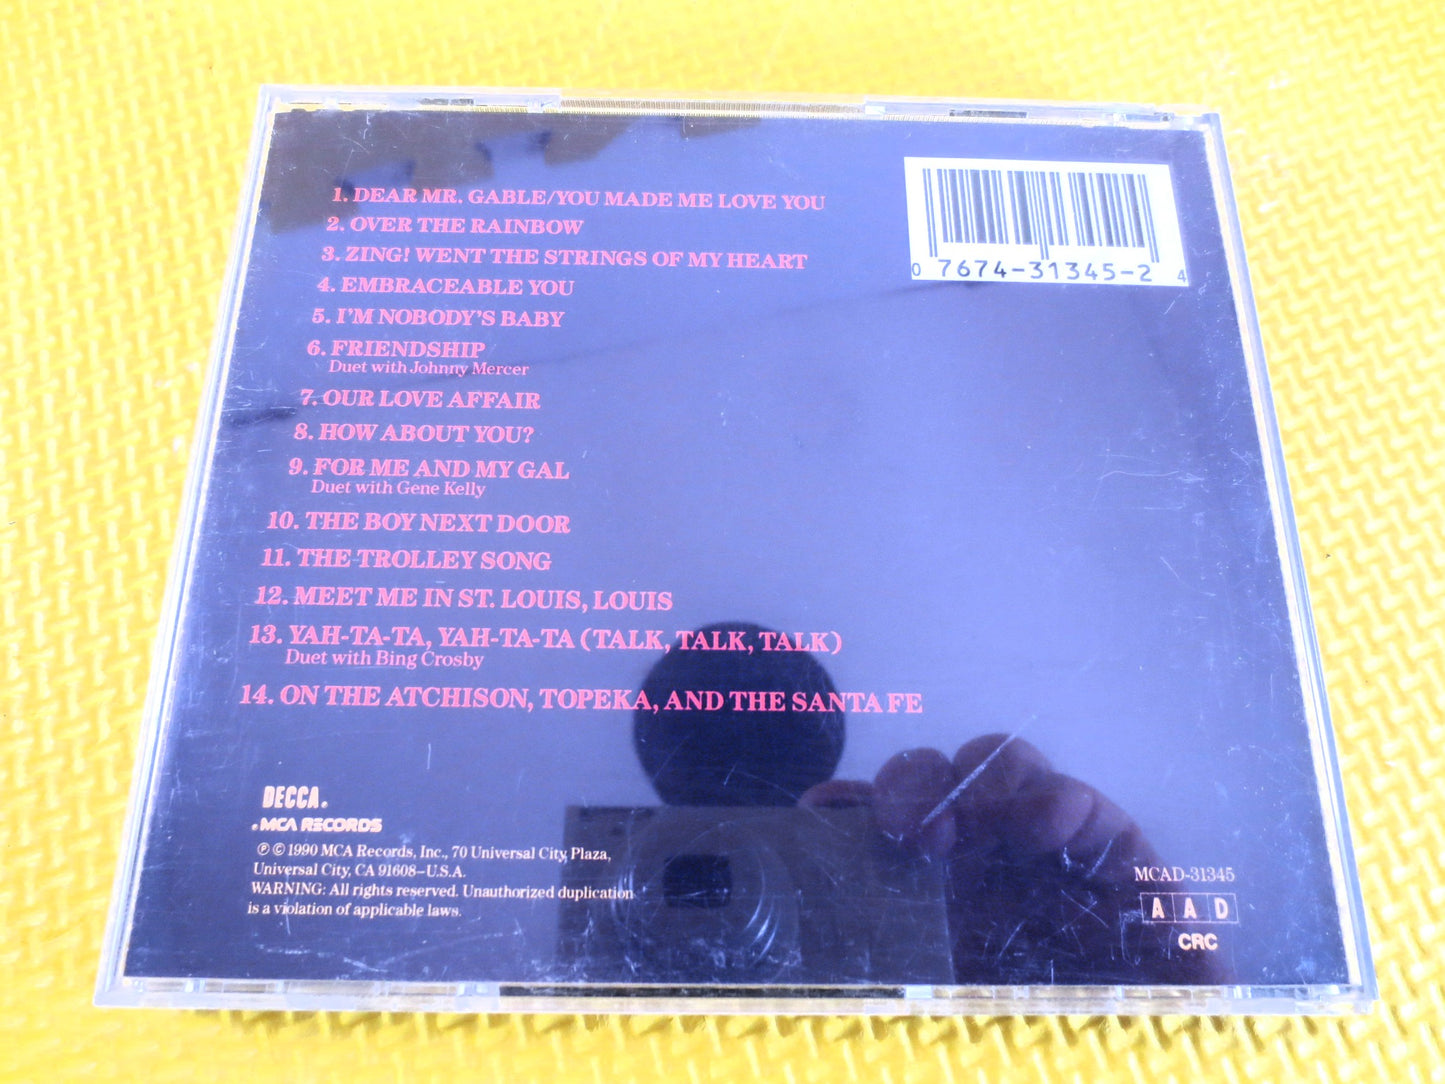 1. DEAR MR. GABLE/YOU MADE ME LOVE YOU
2. OVER THE RAINBOW
3. ZING! WENT THE STRINGS OF MY HEART
4. EMBRACEABLE YOU
5. I'M NOBODY'S BABY
6. FRIENDSHIP
Duet with Johnny Mercer
7. OUR LOVE AFFAIR
8. HOW ABOUT YOU?
9. FOR ME AND MY GAL
Duet with Gene Kelly
10. THE BOY NEXT DOOR
11. THE TROLLEY SONG
12. MEET ME IN ST. LOUIS, LOUIS
13. YAH-TA-TA, YAH-TA-TA (TALK, TALK, TALK)
Duet with Bing Crosby
14. ON THE ATCHISON, TOPEKA, AND THE SANTA FE
0 7674-31345-2 4
DECCA
MCA RECORDS
℗ © 1990 MCA Records, Inc., 70 Universal City Plaza,
Universal City, CA 91608–U.S.A.
WARNING: All rights reserved. Unauthorized duplication
is a violation of applicable laws.
MCAD-31345
A A D
CRC